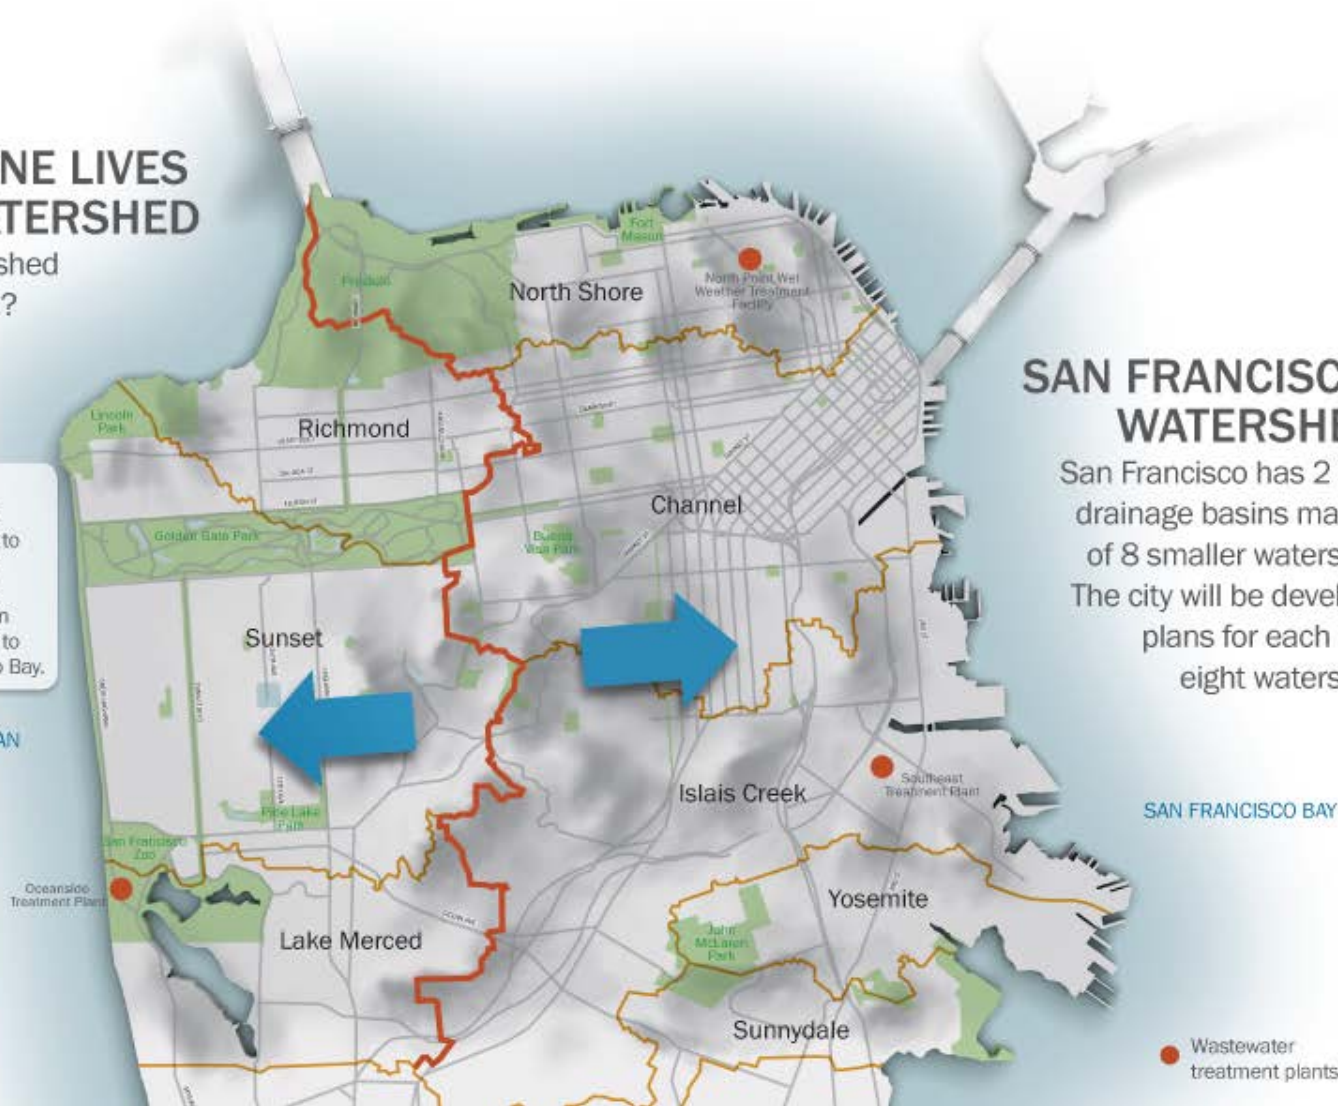 NE LIVES
TERSHED
shed
?
to
n
to
Bay.
AN
Presidio
Fort
Mason
North Shore
North Point Wet
Weather Treatment
Facility
Lincoln
Park
Richmond
Golden Gate Park
Channel
Buena
Vista Park
Sunset
Pine Lake
Park
San Francisco
Zoo
Oceanside
Treatment Plant
Lake Merced
Islais Creek
Southeast
Treatment Plant
Yosemite
John
McLaren
Park
Sunnydale
SAN FRANCISC
WATERSHE
San Francisco has 2
drainage basins ma
of 8 smaller waters
The city will be devel
plans for each
eight waters
SAN FRANCISCO BAY
Wastewater
treatment plants